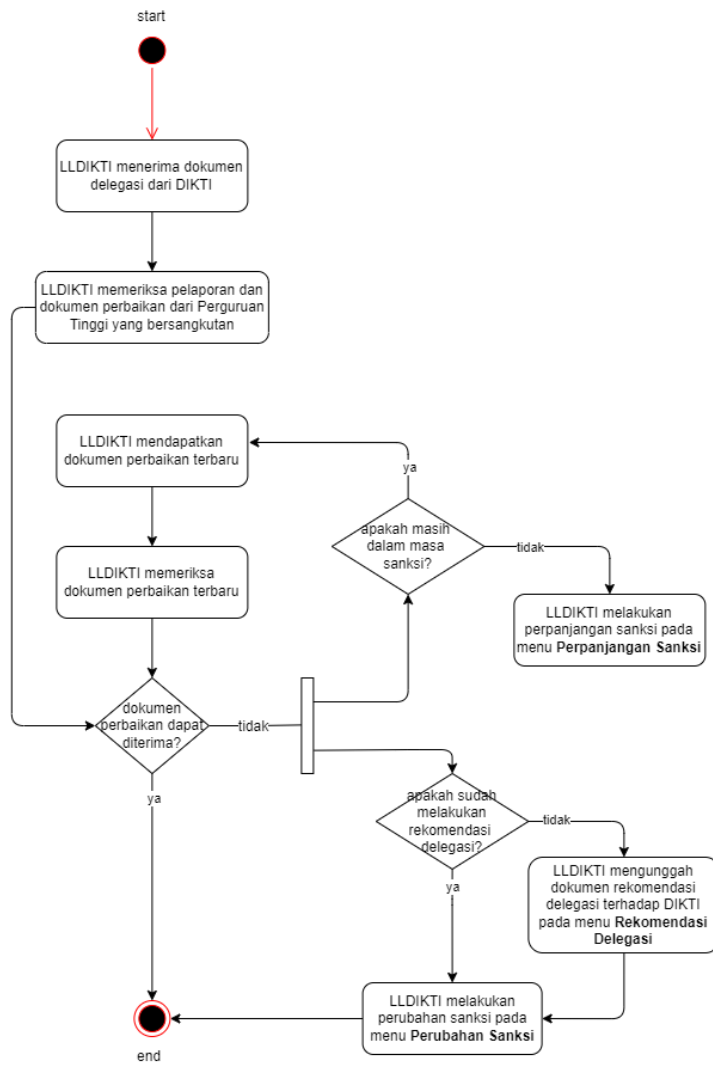 start
LLDIKTI menerima dokumen
delegasi dari DIKTI
LLDIKTI memeriksa pelaporan dan
dokumen perbaikan dari Perguruan
Tinggi yang bersangkutan
LLDIKTI mendapatkan
dokumen perbaikan terbaru
ya
apakah masih
dalam masa
sanksi?
tidak
LLDIKTI memeriksa
dokumen perbaikan terbaru
LLDIKTI melakukan
perpanjangan sanksi pada
menu Perpanjangan Sanksi
dokumen
perbaikan dapat
diterima?
tidak
ya
apakah sudah
melakukan
rekomendasi
delegasi?
tidak
ya
LLDIKTI mengunggah
dokumen rekomendasi
delegasi terhadap DIKTI
pada menu Rekomendasi
Delegasi
LLDIKTI melakukan
perubahan sanksi pada
menu Perubahan Sanksi
end